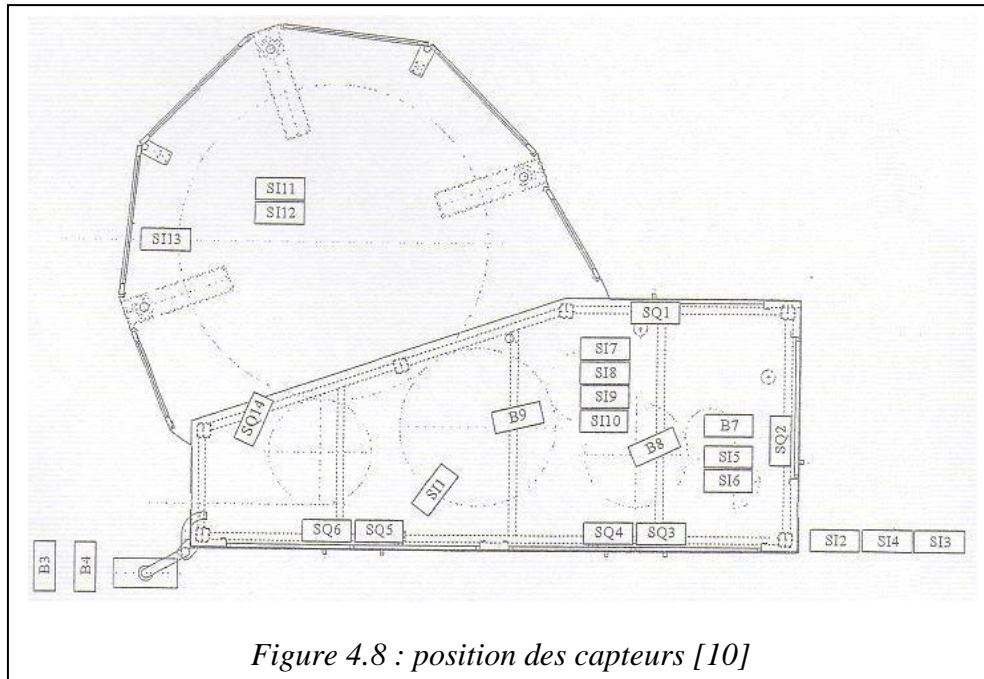 SI11
SI12
SI13
SQ1
SI7
SI8
SI9
SI10
SQ14
B9
B8
B7
SI5
SI6
SQ2
SI1
SQ6 SQ5 SQ4 SQ3
SI2 SI4 SI3
B3 B4
Figure 4.8 : position des capteurs [10]